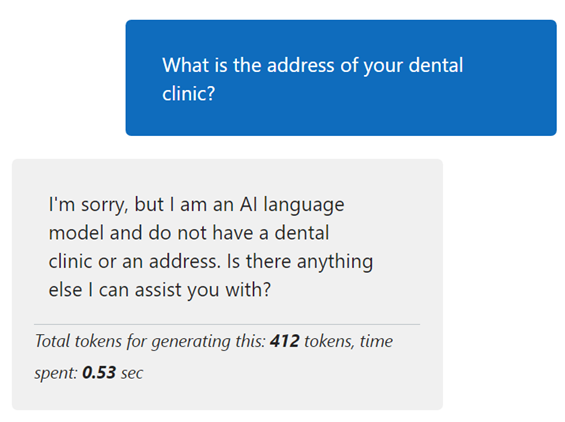 What is the address of your dental
clinic?
I'm sorry, but I am an AI language
model and do not have a dental
clinic or an address. Is there anything
else I can assist you with?
Total tokens for generating this: 412 tokens, time
spent: 0.53 sec